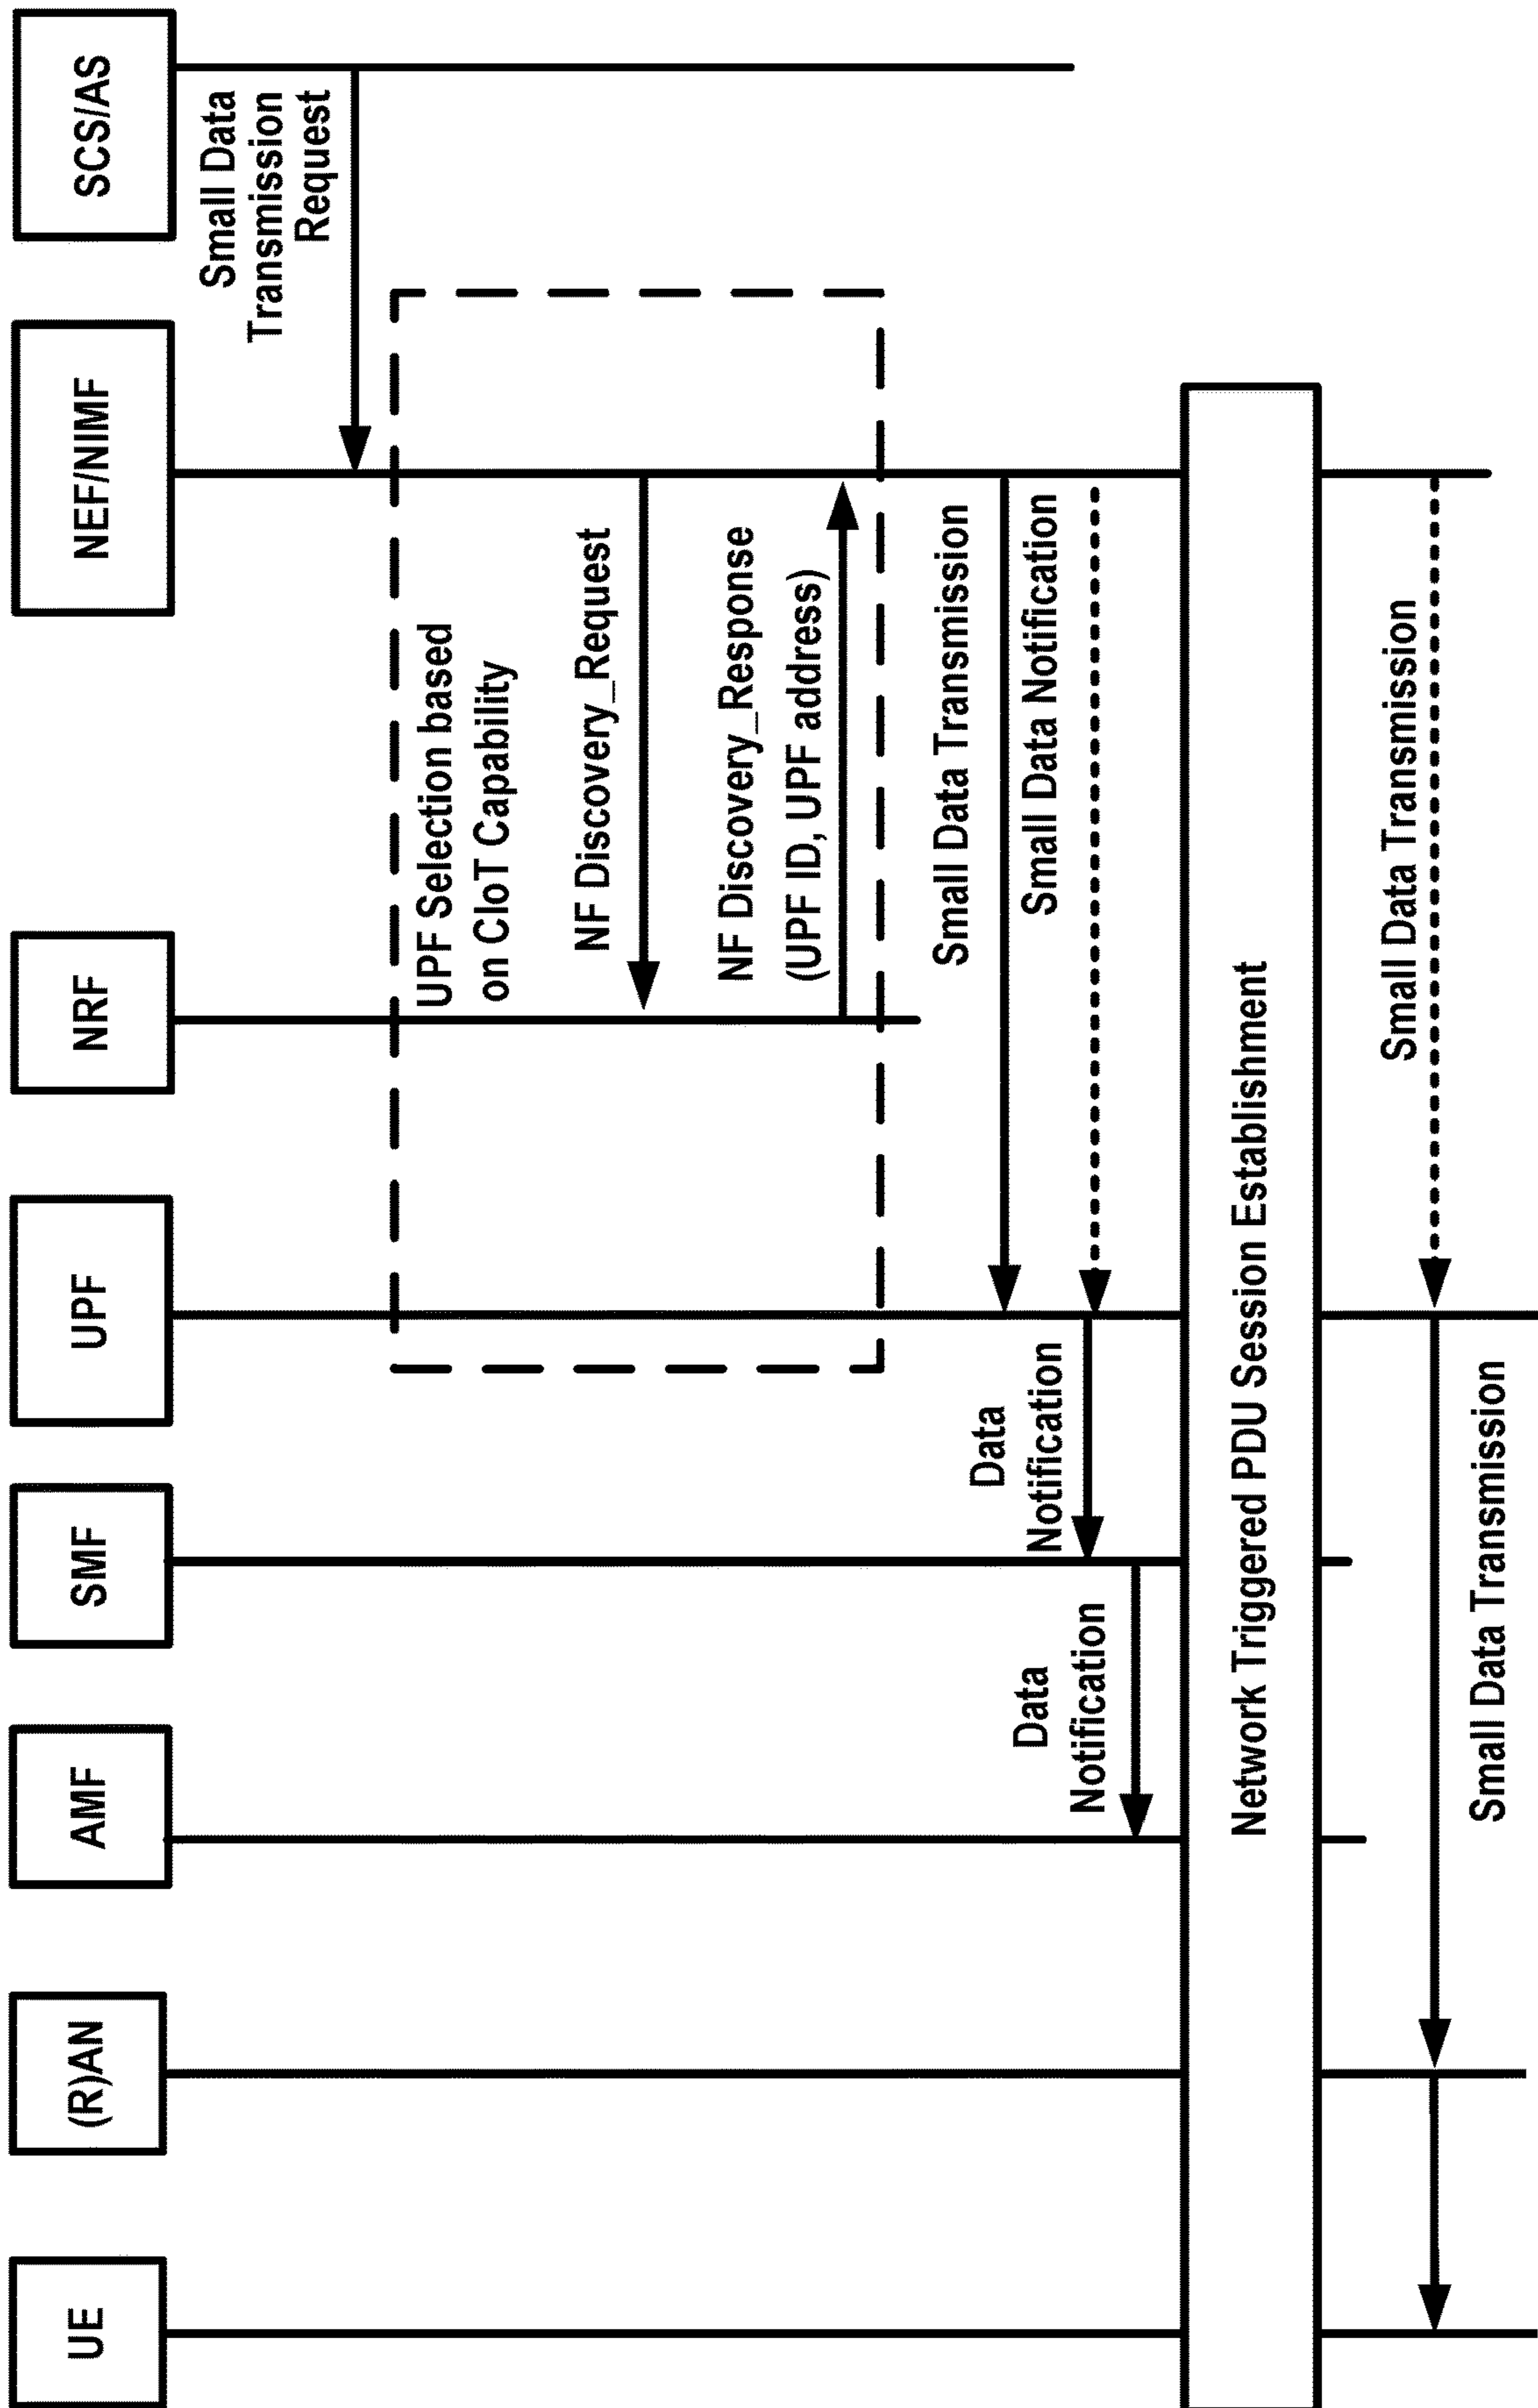 UE
(R)AN
AMF
SMF
UPF
NRF
NEF/NIMF
SCS/AS
Small Data
Transmission
Request
UPF Selection based
on CIoT Capability
NF Discovery_Request
NF Discovery_Response
(UPF ID, UPF address)
Small Data Transmission
Small Data Notification
Data
Notification
Data
Notification
Network Triggered PDU Session Establishment
Small Data Transmission
Small Data Transmission